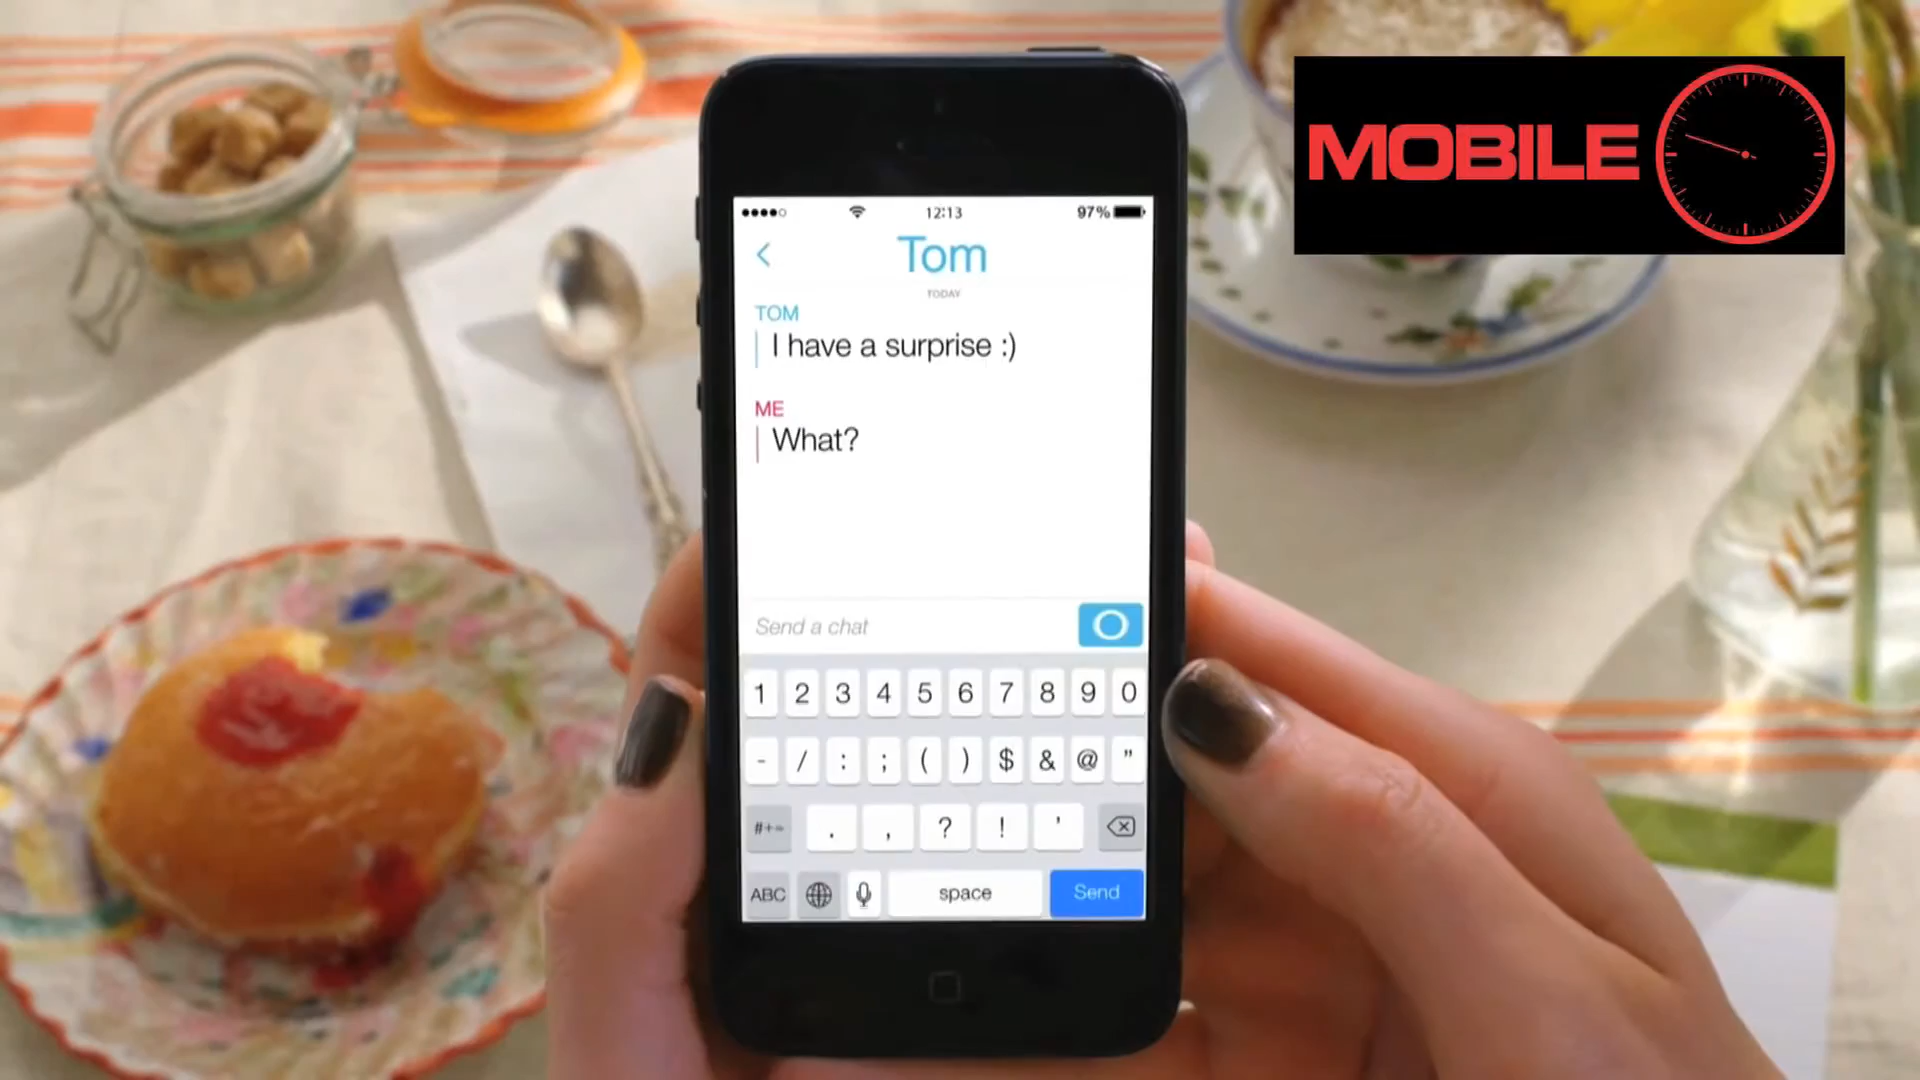 MOBILE
12:13
97%
Tom
TODAY
TOM
I have a surprise :)
ME
What?
Send a chat
1 2 3 4 5 6 7 8 9 0
- / : ; ( ) $ & @ "
#+= . , ? ! '
ABC space Send